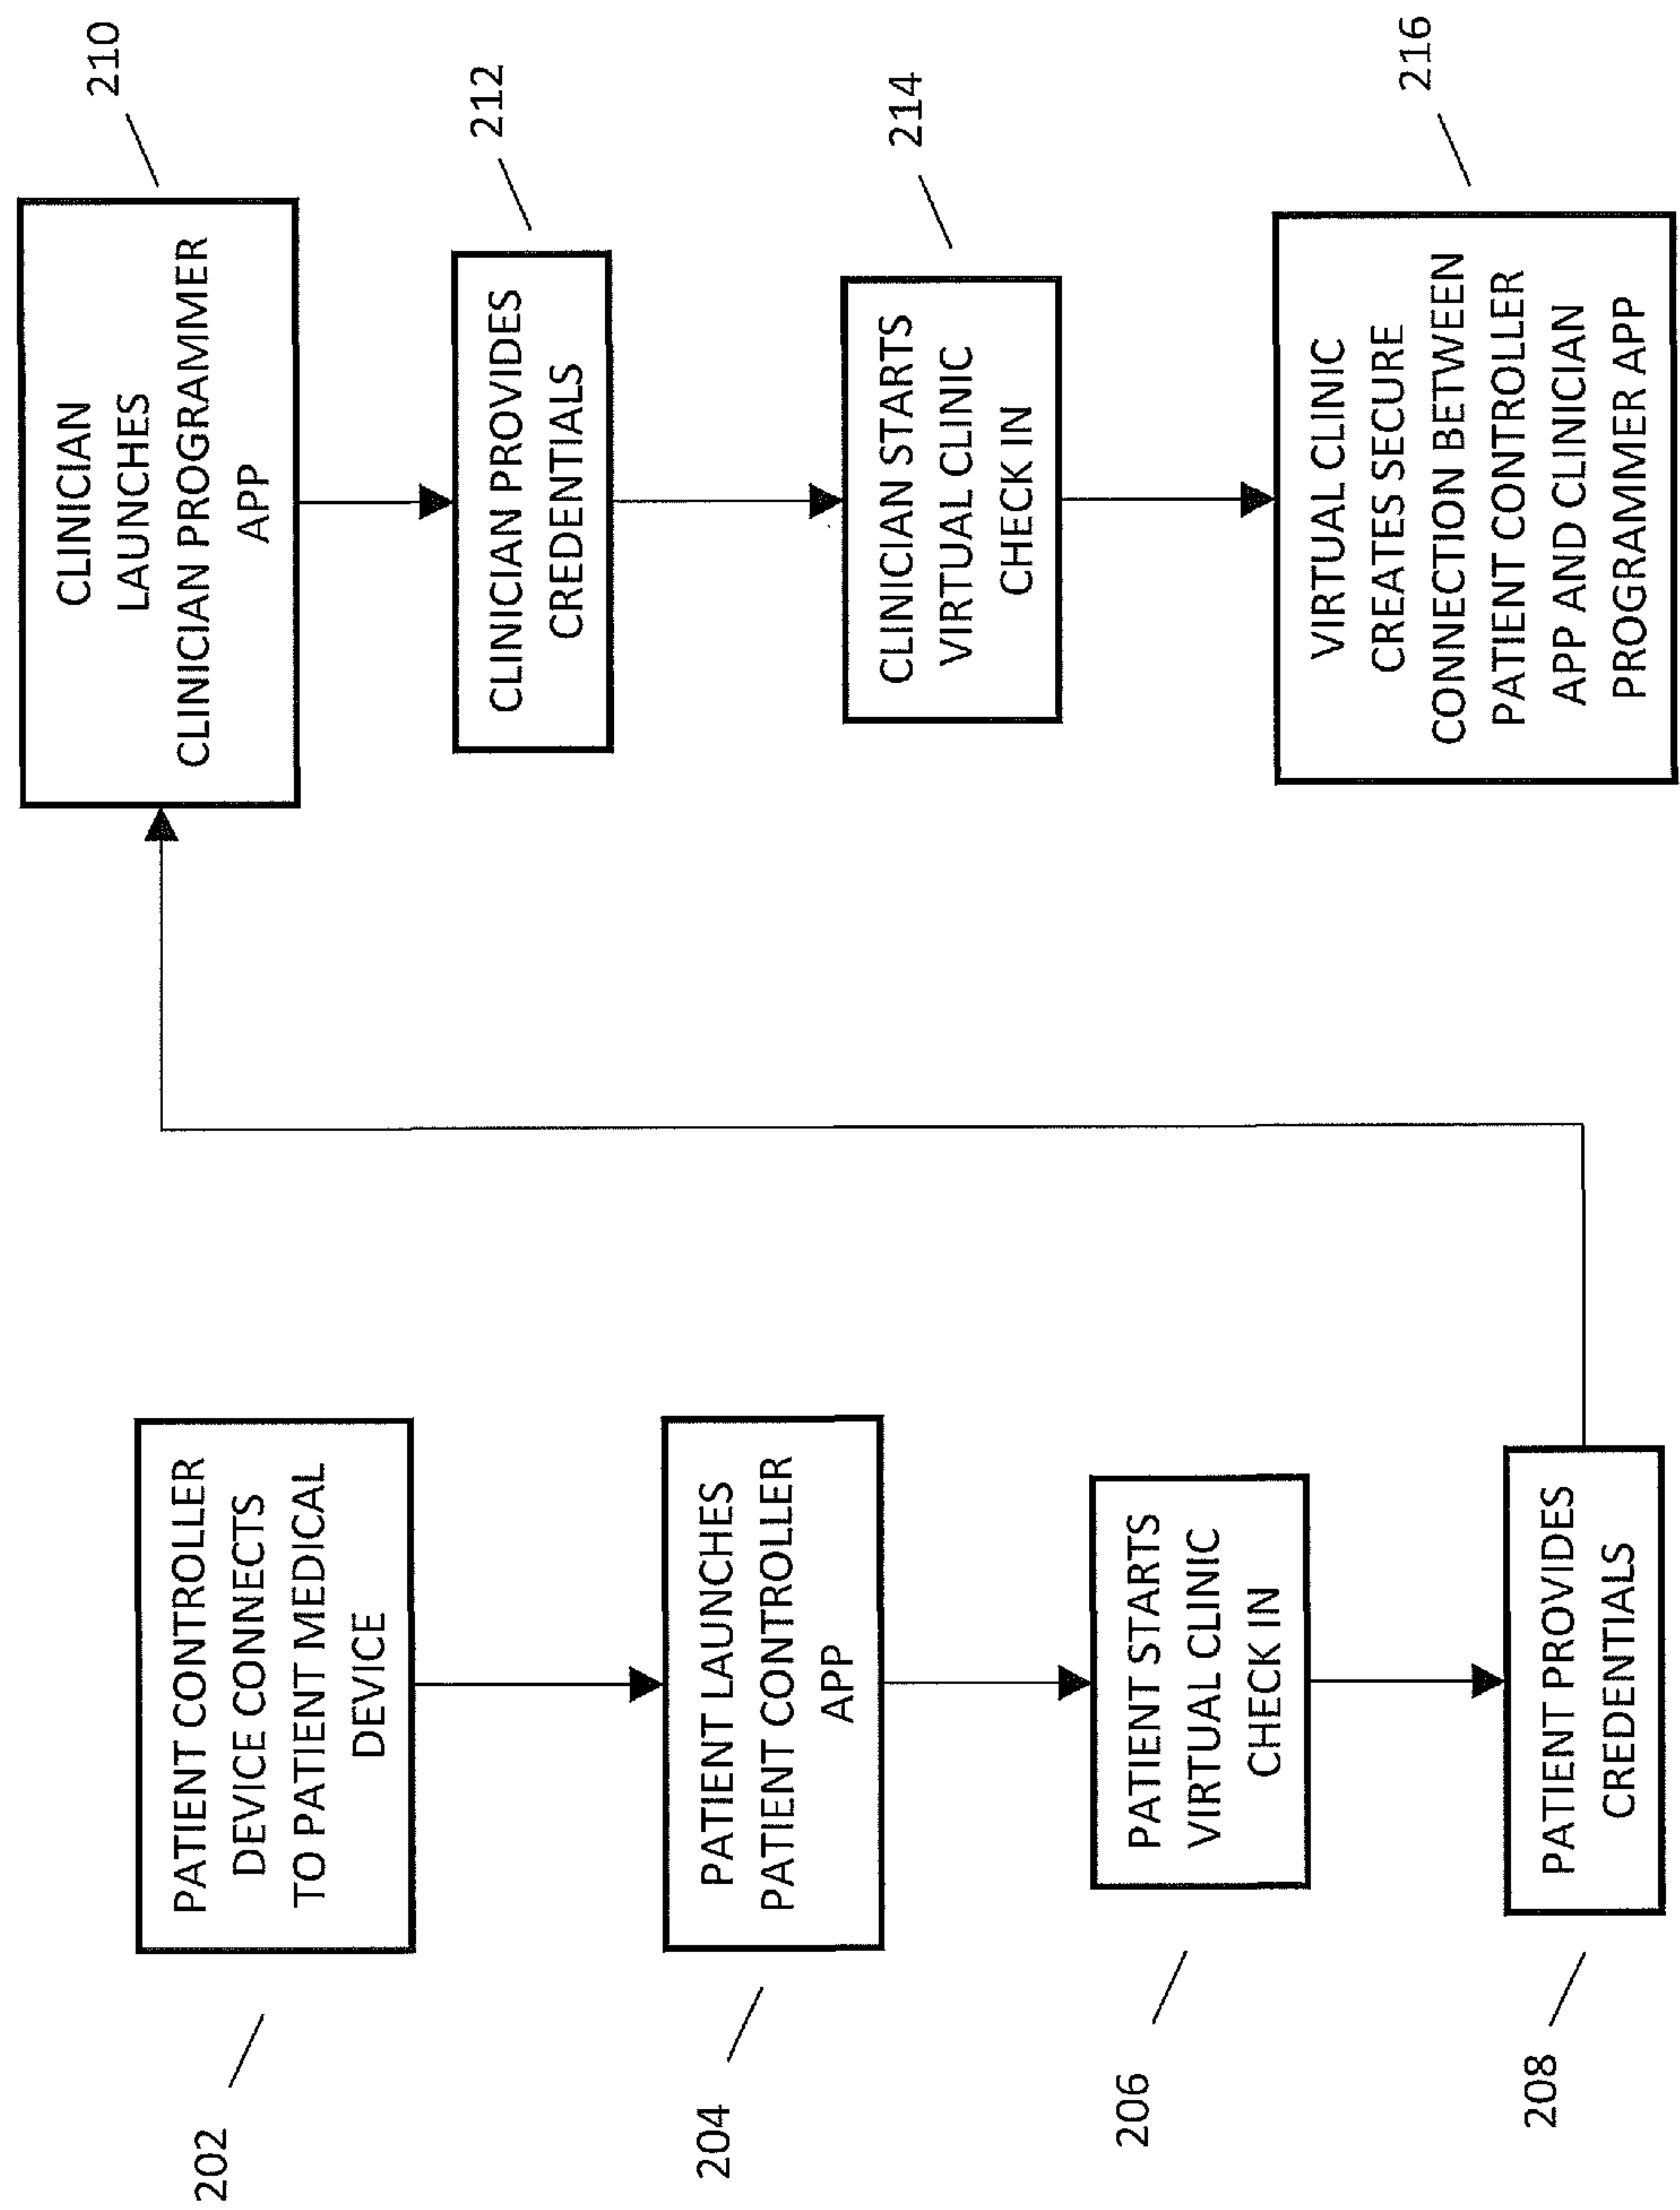 202
PATIENT CONTROLLER
DEVICE CONNECTS
TO PATIENT MEDICAL
DEVICE
204
PATIENT LAUNCHES
PATIENT CONTROLLER
APP
206
PATIENT STARTS
VIRTUAL CLINIC
CHECK IN
208
PATIENT PROVIDES
CREDENTIALS
210
CLINICIAN
LAUNCHES
CLINICIAN PROGRAMMER
APP
212
CLINICIAN PROVIDES
CREDENTIALS
214
CLINICIAN STARTS
VIRTUAL CLINIC
CHECK IN
216
VIRTUAL CLINIC
CREATES SECURE
CONNECTION BETWEEN
PATIENT CONTROLLER
APP AND CLINICIAN
PROGRAMMER APP